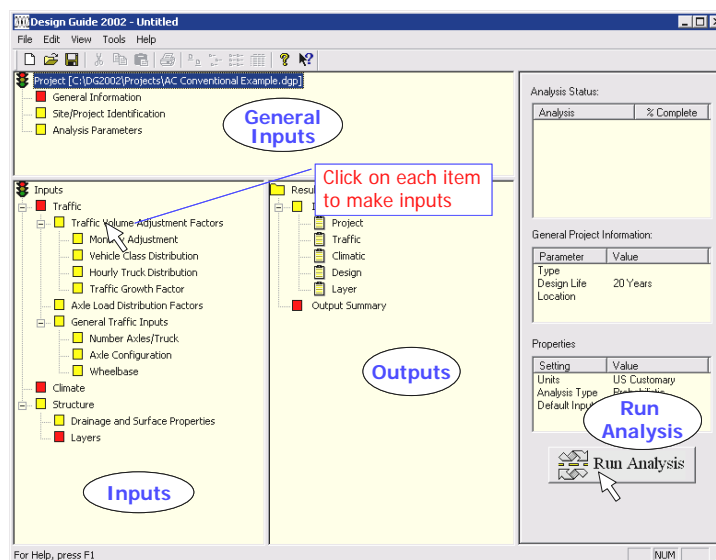 Design Guide 2002 - Untitled
File Edit View Tools Help
Project [C:\DG2002\Projects\AC Conventional Example.dgp]
General Information
Site/Project Identification
Analysis Parameters
General
Inputs
Click on each item
to make inputs
Inputs
Traffic
Traffic Volume Adjustment Factors
Adjustment
Vehicle Class Distribution
Hourly Truck Distribution
Traffic Growth Factor
Axle Load Distribution Factors
General Traffic Inputs
Number Axles/Truck
Axle Configuration
Wheelbase
Climate
Structure
Drainage and Surface Properties
Layers
Inputs
Project
Traffic
Climatic
Design
Layer
Output Summary
Outputs
Analysis Status:
Analysis % Complete
General Project Information:
Parameter Value
Type
Design Life 20 Years
Location
Properties
Setting Value
Units US Customary
Analysis Type
Default
Run
Analysis
Run Analysis
For Help, press F1
NUM